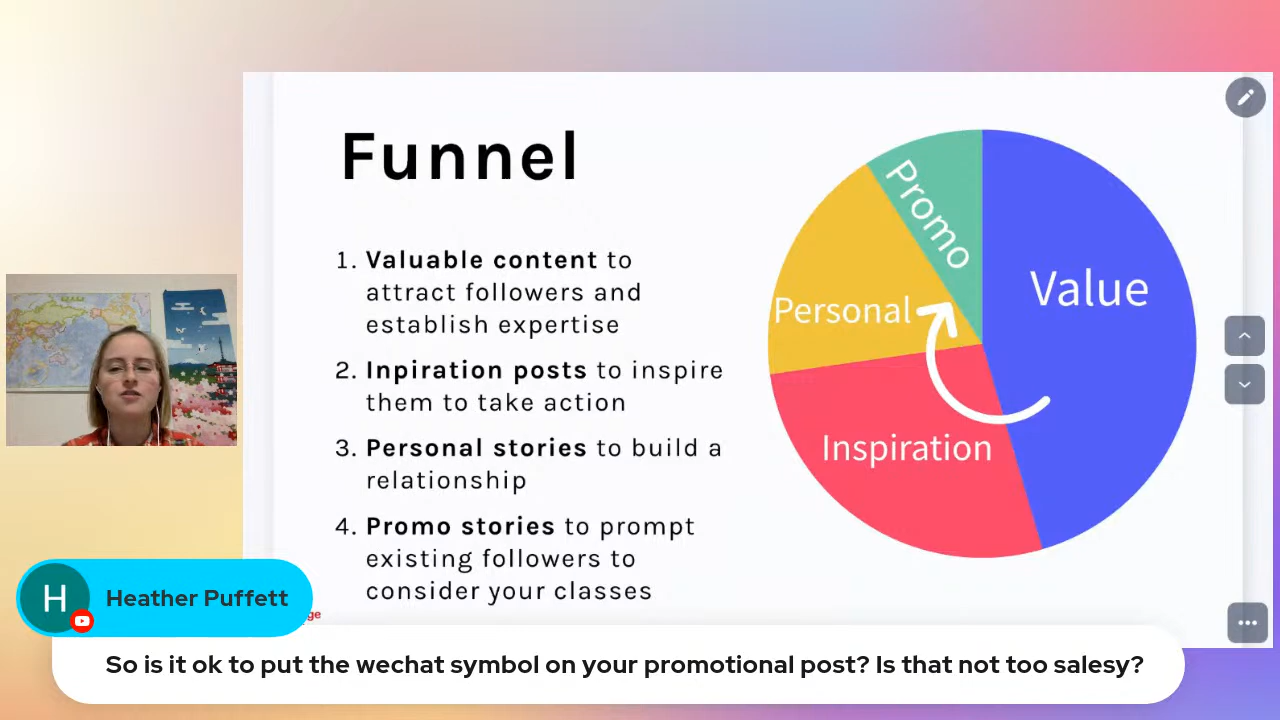 Funnel
1. Valuable content to
attract followers and
establish expertise
2. Inpiration posts to inspire
them to take action
3. Personal stories to build a
relationship
4. Promo stories to prompt
existing followers to
consider your classes
Promo
Value
Personal
Inspiration
H
Heather Puffett
So is it ok to put the wechat symbol on your promotional post? Is that not too salesy?